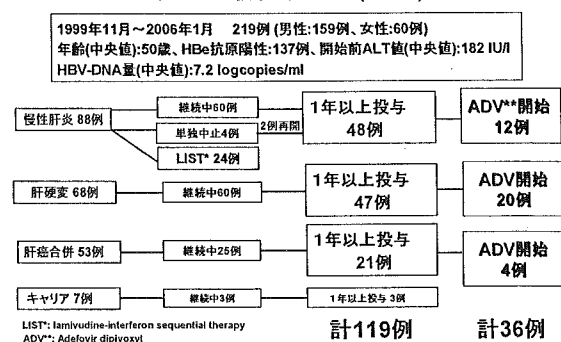 1999年11月～2006年1月　219例 (男性:159例、女性:60例)
年齢(中央値):50歳、HBe抗原陽性:137例、開始前ALT値(中央値):182 IU/l
HBV-DNA量(中央値):7.2 logcopies/ml
慢性肝炎 88例
継続中60例
単独中止4例
2例再開
LIST* 24例
1年以上投与
48例
ADV**開始
12例
肝硬変 68例
継続中60例
1年以上投与
47例
ADV開始
20例
肝癌合併 53例
継続中25例
1年以上投与
21例
ADV開始
4例
キャリア 7例
継続中3例
1年以上投与 3例
LIST*: lamivudine-interferon sequential therapy
ADV**: Adefovir dipivoxyl
計119例
計36例